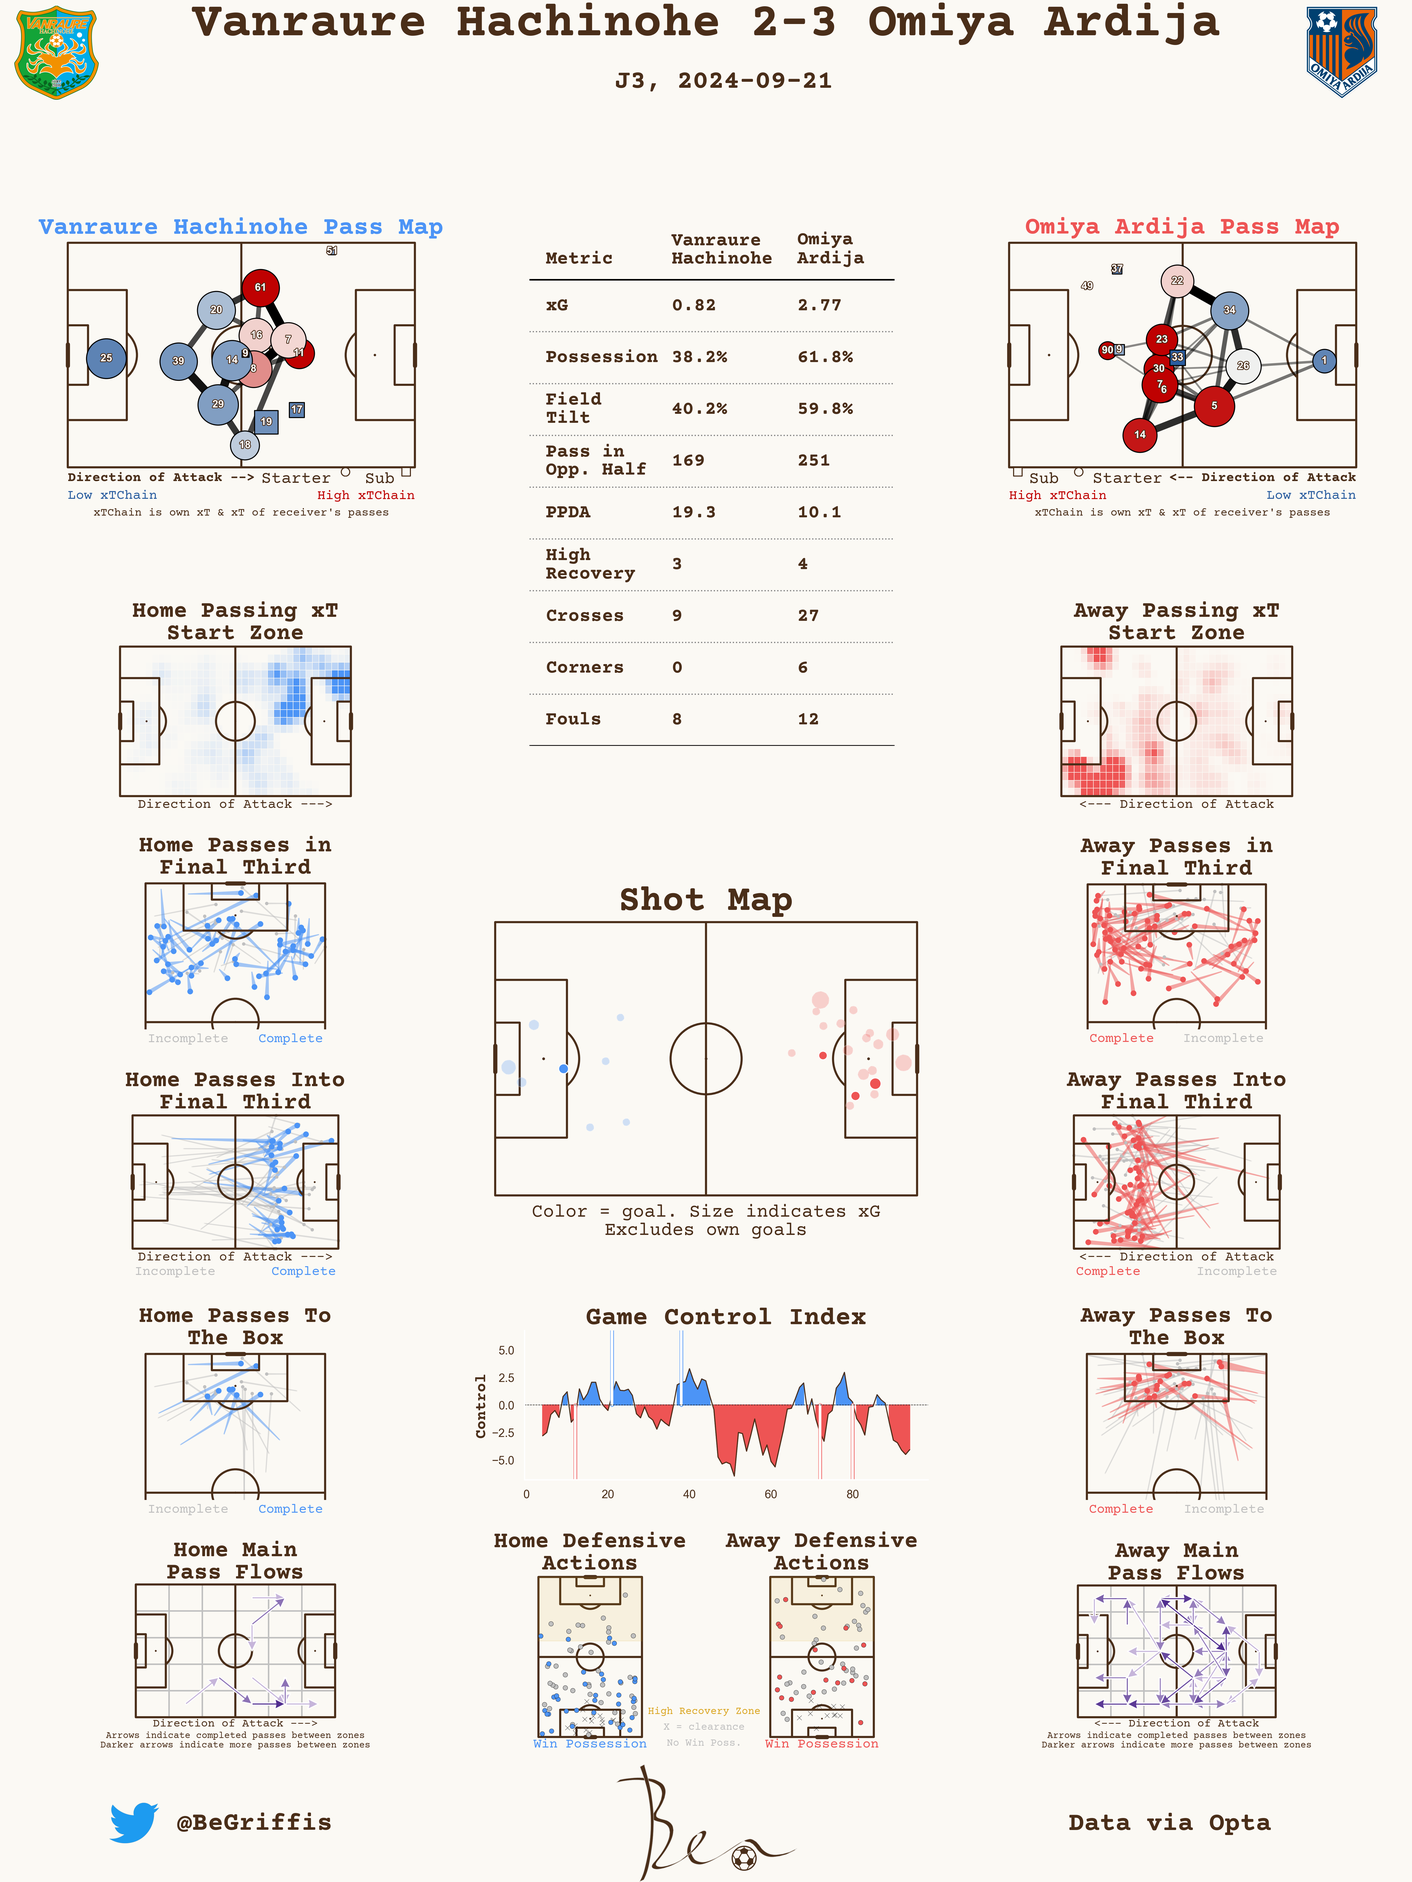 Vanraure Hachinohe 2-3 Omiya Ardija
J3, 2024-09-21
VANRAURE
HACHINOHE
OMIYA ARDIJA
Vanraure Hachinohe Pass Map
51
61
20
16
7
11
25
39
14
9
8
29
19
17
18
Direction of Attack --> Starter Sub
Low xTChain High xTChain
xTChain is own xT & xT of receiver's passes
Metric Vanraure Hachinohe Omiya Ardija
xG 0.82 2.77
Possession 38.2% 61.8%
Field Tilt 40.2% 59.8%
Pass in Opp. Half 169 251
PPDA 19.3 10.1
High Recovery 3 4
Crosses 9 27
Corners 0 6
Fouls 8 12
Omiya Ardija Pass Map
37
49
22
34
23
90
9
33
30
26
1
7
6
5
14
Sub Starter <-- Direction of Attack
High xTChain Low xTChain
xTChain is own xT & xT of receiver's passes
Home Passing xT
Start Zone
Direction of Attack --->
Away Passing xT
Start Zone
<--- Direction of Attack
Home Passes in
Final Third
Incomplete Complete
Away Passes in
Final Third
Complete Incomplete
Shot Map
Color = goal. Size indicates xG
Excludes own goals
Home Passes Into
Final Third
Direction of Attack --->
Incomplete Complete
Away Passes Into
Final Third
<--- Direction of Attack
Complete Incomplete
Home Passes To
The Box
Incomplete Complete
Game Control Index
Control
5.0
2.5
0.0
−2.5
−5.0
0 20 40 60 80
Away Passes To
The Box
Complete Incomplete
Home Main
Pass Flows
Direction of Attack --->
Arrows indicate completed passes between zones
Darker arrows indicate more passes between zones
Home Defensive
Actions
Win Possession
Away Defensive
Actions
Win Possession
High Recovery Zone
X = clearance
No Win Poss.
Away Main
Pass Flows
<--- Direction of Attack
Arrows indicate completed passes between zones
Darker arrows indicate more passes between zones
@BeGriffis
Ben
Data via Opta